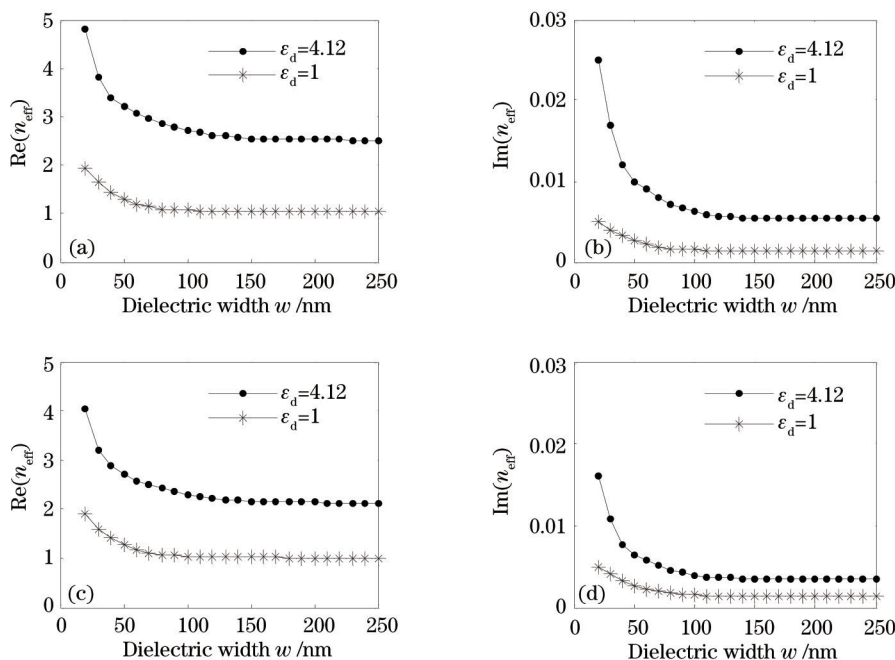 5
4
3
2
1
0
Re(n_eff)
ε_d=4.12
ε_d=1
(a)
0 50 100 150 200 250
Dielectric width w /nm
0.03
0.02
0.01
0
Im(n_eff)
ε_d=4.12
ε_d=1
(b)
0 50 100 150 200 250
Dielectric width w /nm
5
4
3
2
1
0
Re(n_eff)
ε_d=4.12
ε_d=1
(c)
0 50 100 150 200 250
Dielectric width w /nm
0.03
0.02
0.01
0
Im(n_eff)
ε_d=4.12
ε_d=1
(d)
0 50 100 150 200 250
Dielectric width w /nm